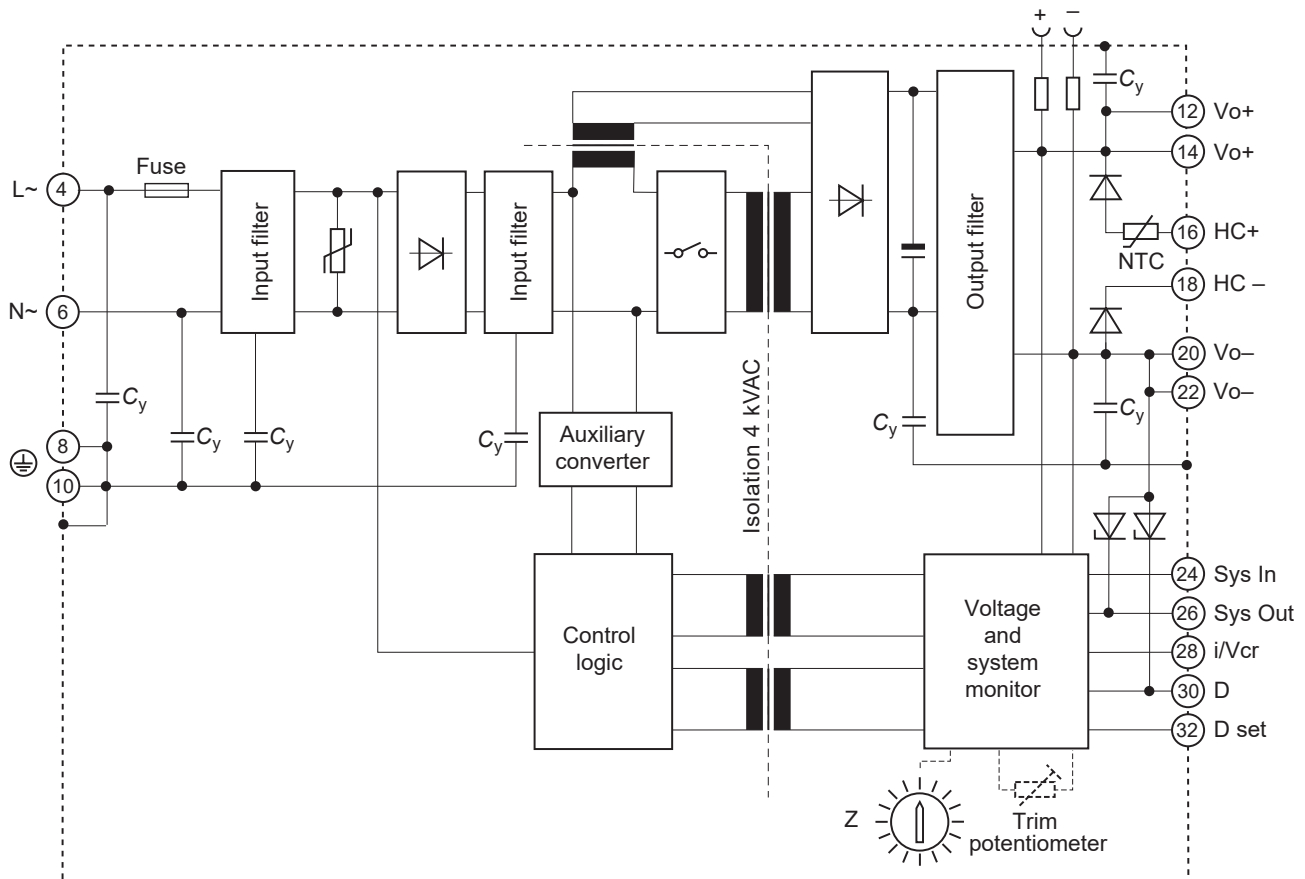 + −
Cy
12 Vo+
14 Vo+
Fuse
L~ 4
16 HC+
NTC
18 HC –
Input filter
Input filter
Output filter
N~ 6
20 Vo–
22 Vo–
Cy
Cy
Cy
Cy
Cy
Cy
Isolation 4 kVAC
Auxiliary
converter
8
10
24 Sys In
Voltage
and
system
monitor
26 Sys Out
Control
logic
28 i/Vcr
30 D
32 D set
Z
Trim
potentiometer